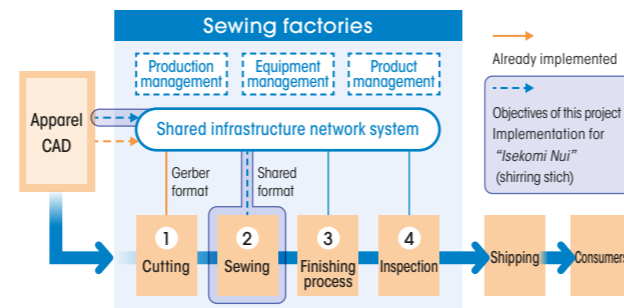 Sewing factories
Production
management
Equipment
management
Product
management
Already implemented
Apparel
CAD
Shared infrastructure network system
Objectives of this project
Implementation for
"Isekomi Nui"
(shirring stich)
Gerber
format
Shared
format
1
Cutting
2
Sewing
3
Finishing
process
4
Inspection
Shipping
Consumers